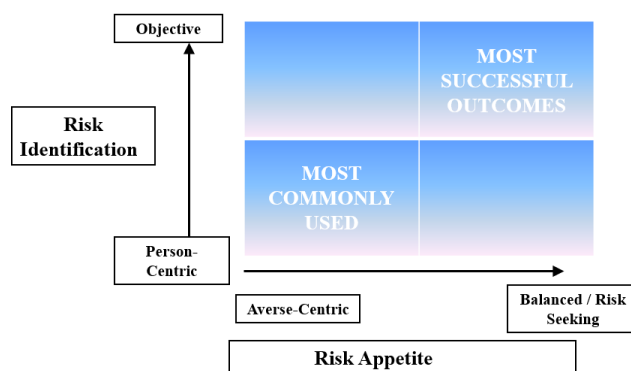 Objective
MOST
SUCCESSFUL
OUTCOMES
Risk
Identification
MOST
COMMONLY
USED
Person-
Centric
Averse-Centric
Balanced / Risk
Seeking
Risk Appetite